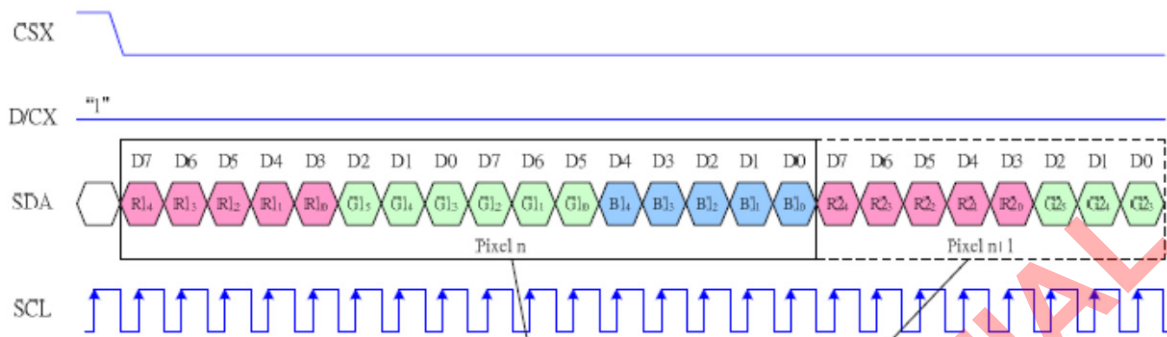 CSX
D/CX "1"
D7 D6 D5 D4 D3 D2 D1 D0 D7 D6 D5 D4 D3 D2 D1 D0 D7 D6 D5 D4 D3 D2 D1 D0
SDA R14 R13 R12 R11 R10 G15 G14 G13 G12 G11 G10 B14 B13 B12 B11 B10 R24 R23 R22 R21 R20 G25 G24 G23
Pixel n Pixel n+1
SCL